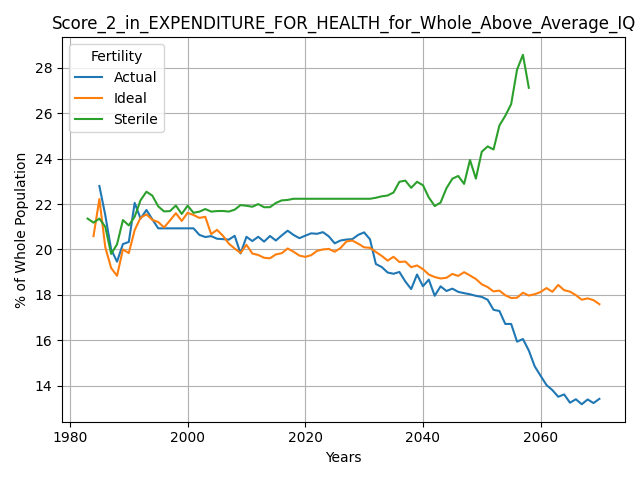 Score_2_in_EXPENDITURE_FOR_HEALTH_for_Whole_Above_Average_IQ
Fertility
Actual
Ideal
Sterile
% of Whole Population
28
26
24
22
20
18
16
14
1980
2000
2020
2040
2060
Years